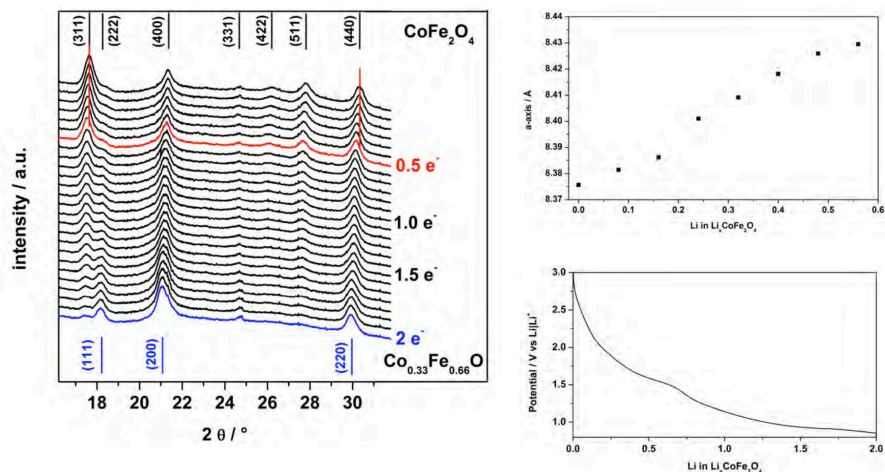 (311)
(222)
(400)
(331)
(422)
(511)
(440)
CoFe₂O₄
0.5 e⁻
1.0 e⁻
1.5 e⁻
2 e⁻
(111)
(200)
(220)
Co₀.₃₃Fe₀.₆₆O
18 20 22 24 26 28 30
2 θ / °
intensity / a.u.
8.44
8.43
8.42
8.41
8.40
8.39
8.38
8.37
0.0 0.1 0.2 0.3 0.4 0.5 0.6
a-axis / Å
Li in LiₓCoFe₂O₄
3.0
2.5
2.0
1.5
1.0
0.0 0.5 1.0 1.5 2.0
Potential / V vs Li|Li⁺
Li in LiₓCoFe₂O₄